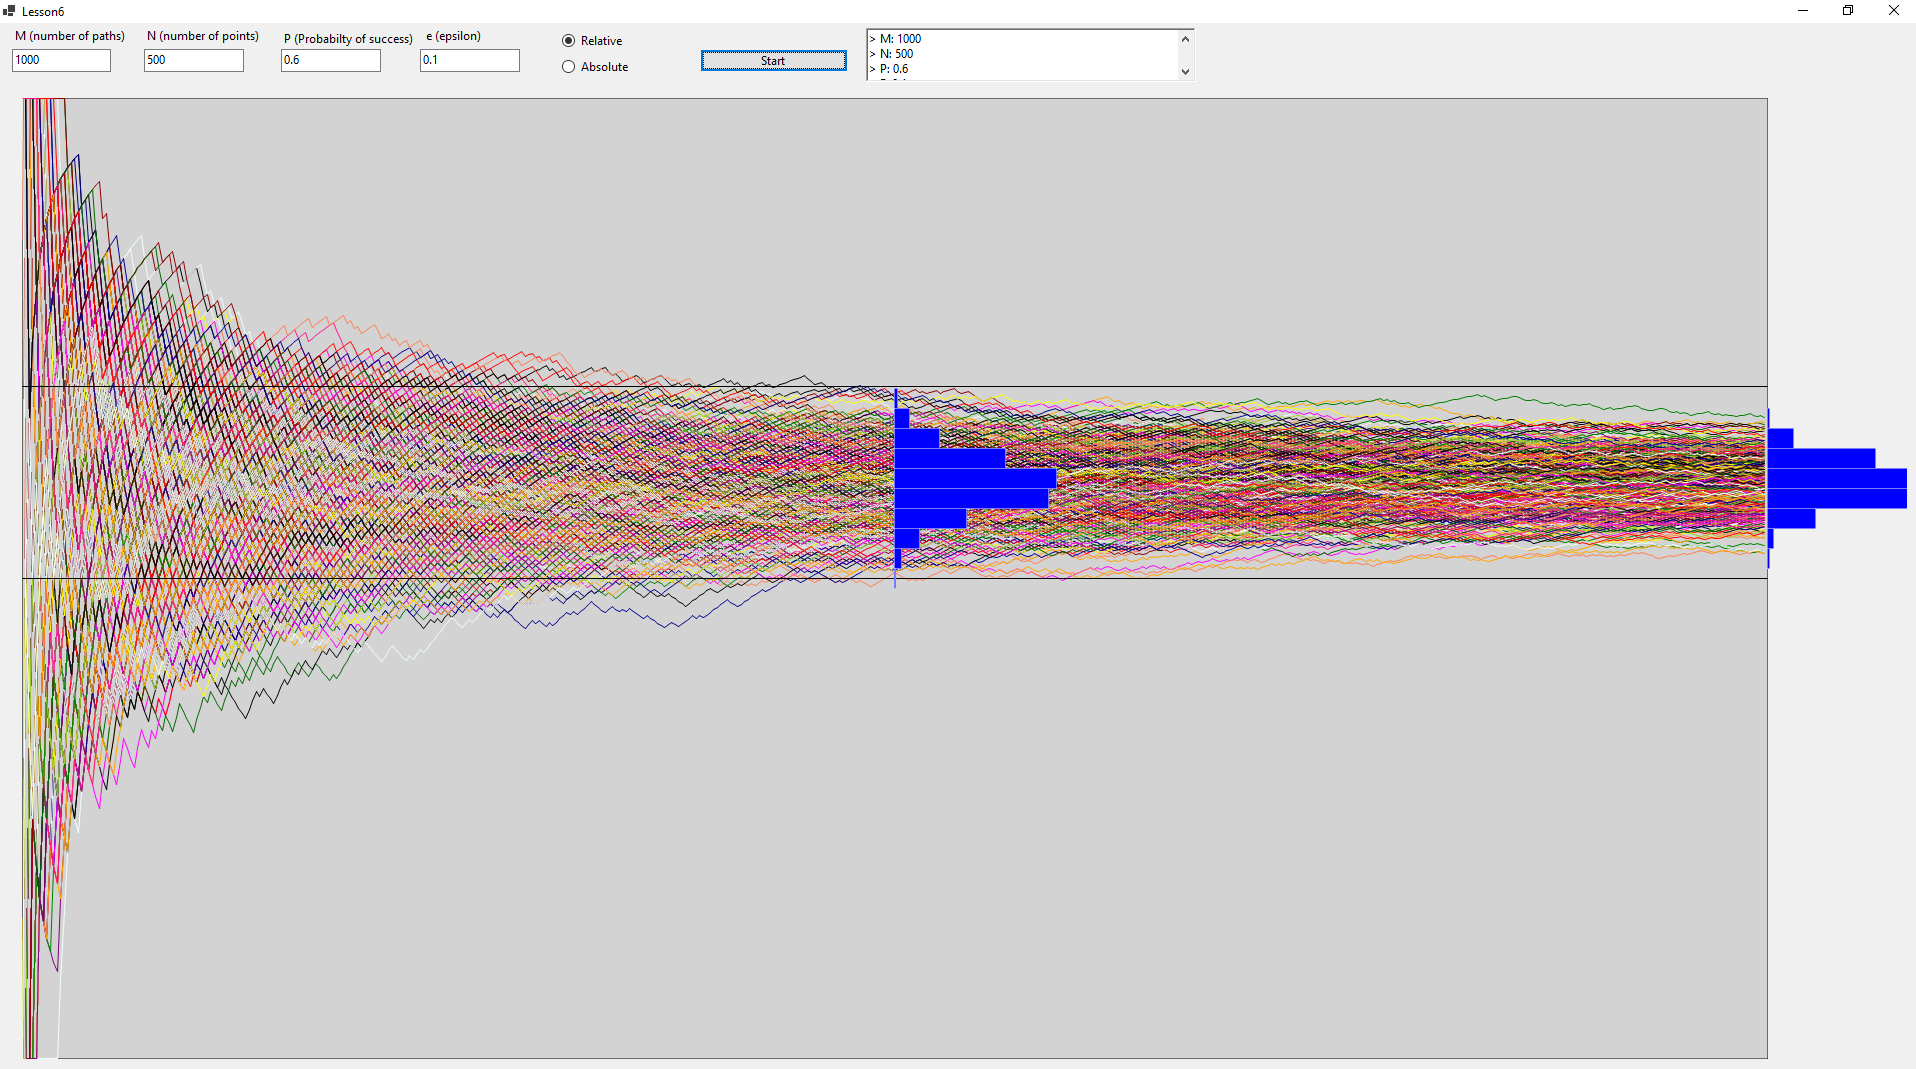 Lesson6
M (number of paths)
N (number of points)
P (Probabilty of success)
e (epsilon)
1000
500
0.6
0.1
Relative
Absolute
Start
> M: 1000
> N: 500
> P: 0.6